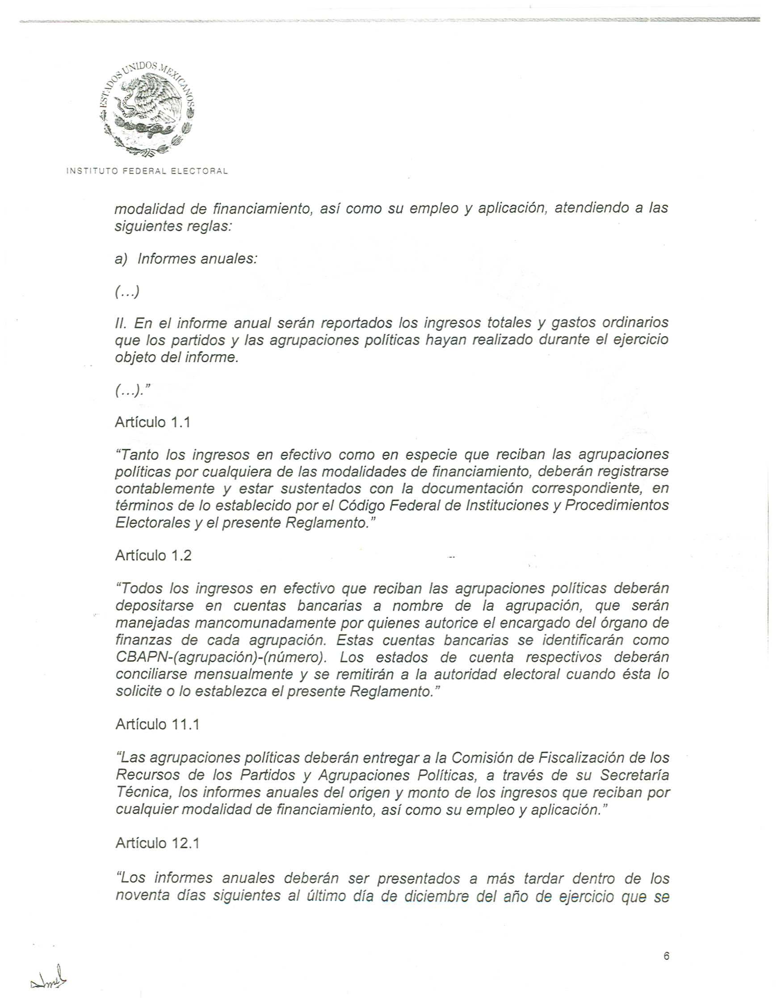 ESTADOS UNIDOS MEXICANOS
INSTITUTO FEDERAL ELECTORAL
modalidad de financiamiento, así como su empleo y aplicación, atendiendo a las
siguientes reglas:
a) Informes anuales:
(...)
II. En el informe anual serán reportados los ingresos totales y gastos ordinarios
que los partidos y las agrupaciones políticas hayan realizado durante el ejercicio
objeto del informe.
(...).”
Artículo 1.1
“Tanto los ingresos en efectivo como en especie que reciban las agrupaciones
políticas por cualquiera de las modalidades de financiamiento, deberán registrarse
contablemente y estar sustentados con la documentación correspondiente, en
términos de lo establecido por el Código Federal de Instituciones y Procedimientos
Electorales y el presente Reglamento.”
Artículo 1.2
“Todos los ingresos en efectivo que reciban las agrupaciones políticas deberán
depositarse en cuentas bancarias a nombre de la agrupación, que serán
manejadas mancomunadamente por quienes autorice el encargado del órgano de
finanzas de cada agrupación. Estas cuentas bancarias se identificarán como
CBAPN-(agrupación)-(número). Los estados de cuenta respectivos deberán
conciliarse mensualmente y se remitirán a la autoridad electoral cuando ésta lo
solicite o lo establezca el presente Reglamento.”
Artículo 11.1
“Las agrupaciones políticas deberán entregar a la Comisión de Fiscalización de los
Recursos de los Partidos y Agrupaciones Políticas, a través de su Secretaría
Técnica, los informes anuales del origen y monto de los ingresos que reciban por
cualquier modalidad de financiamiento, así como su empleo y aplicación.”
Artículo 12.1
“Los informes anuales deberán ser presentados a más tardar dentro de los
noventa días siguientes al último día de diciembre del año de ejercicio que se
6